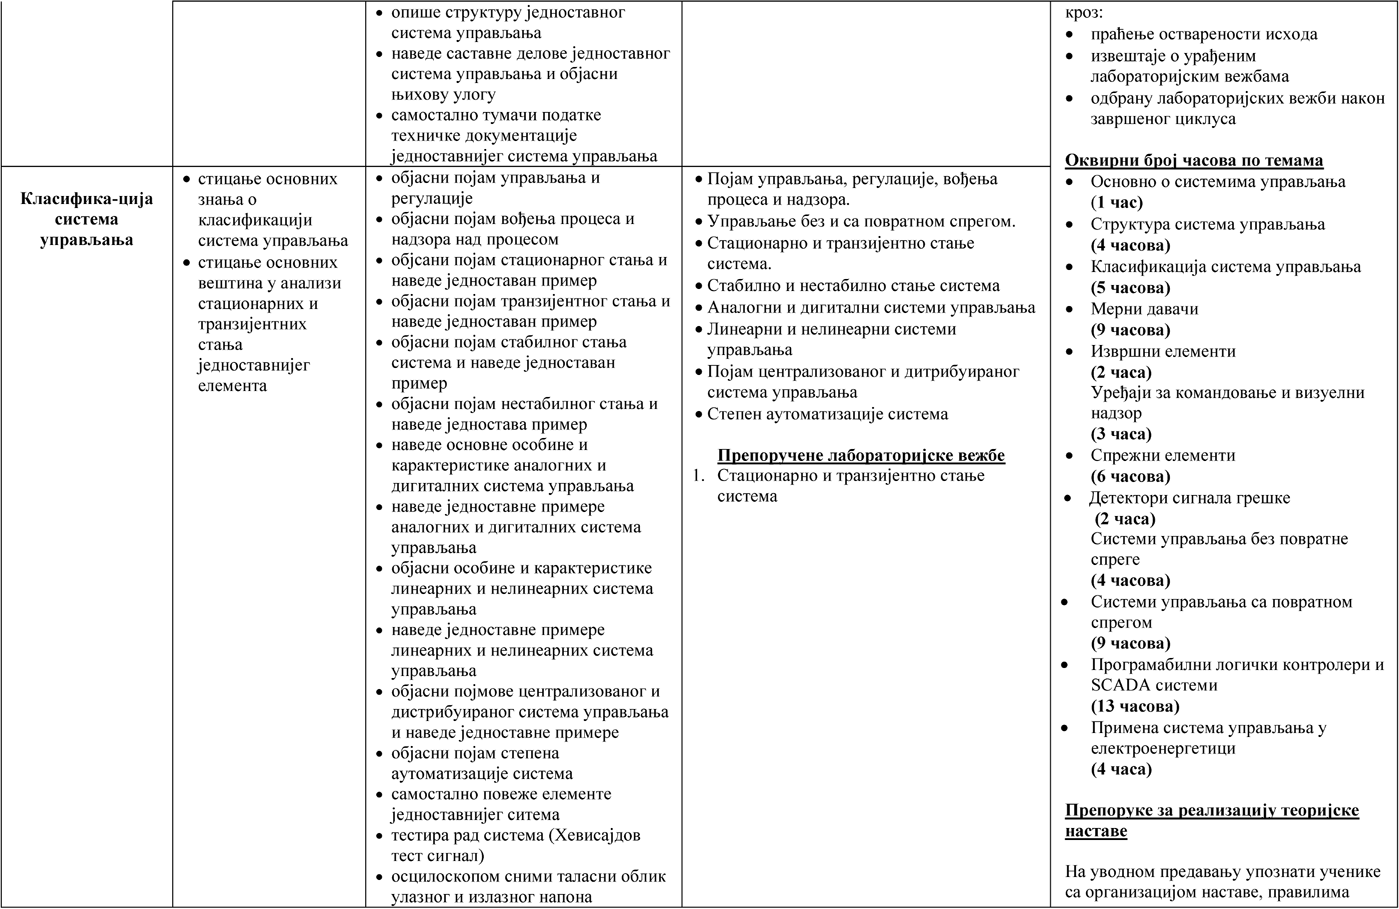 • опише структуру једноставног
система управљања
• наведе саставне делове једноставног
система управљања и објасни
њихову улогу
• самостално тумачи податке
техничке документације
једноставнијег система управљања
кроз:
• праћење остварености исхода
• извештаје о урађеним
лабораторијским вежбама
• одбрану лабораторијских вежби након
завршеног циклуса
Класифика-ција
система
управљања
• стицање основних
знања о
класификацији
система управљања
• стицање основних
вештина у анализи
стационарних и
транзијентних
стања
једноставнијег
елемента
• објасни појам управљања и
регулације
• објасни појам вођења процеса и
надзора над процесом
• објсани појам стационарног стања и
наведе једноставан пример
• објасни појам транзијентног стања и
наведе једноставан пример
• објасни појам стабилног стања
система и наведе једноставан
пример
• објасни појам нестабилног стања и
наведе једностава пример
• наведе основне особине и
карактеристике аналогних и
дигиталних система управљања
• наведе једноставне примере
аналогних и дигиталних система
управљања
• објасни особине и карактеристике
линеарних и нелинеарних система
управљања
• наведе једноставне примере
линеарних и нелинеарних система
управљања
• објасни појмове централизованог и
дистрибуираног система управљања
и наведе једноставне примере
• објасни појам степена
аутоматизације система
• самостално повеже елементе
једноставнијег ситема
• тестира рад система (Хевисајдов
тест сигнал)
• осцилоскопом сними таласни облик
улазног и излазног напона
• Појам управљања, регулације, вођења
процеса и надзора.
• Управљање без и са повратном спрегом.
• Стационарно и транзијентно стање
система.
• Стабилно и нестабилно стање система
• Аналогни и дигитални системи управљања
• Линеарни и нелинеарни системи
управљања
• Појам централизованог и дитрибуираног
система управљања
• Степен аутоматизације система
Препоручене лабораторијске вежбе
1. Стационарно и транзијентно стање
система
Оквирни број часова по темама
• Основно о системима управљања
(1 час)
• Структура система управљања
(4 часова)
• Класификација система управљања
(5 часова)
• Мерни давачи
(9 часова)
• Извршни елементи
(2 часа)
Уређаји за командовање и визуелни
надзор
(3 часа)
• Спрежни елементи
(6 часова)
• Детектори сигнала грешке
(2 часа)
Системи управљања без повратне
спреге
(4 часова)
• Системи управљања са повратном
спрегом
(9 часова)
• Програмабилни логички контролери и
SCADA системи
(13 часова)
• Примена система управљања у
електроенергетици
(4 часа)
Препоруке за реализацију теоријске
наставе
На уводном предавању упознати ученике
са организацијом наставе, правилима